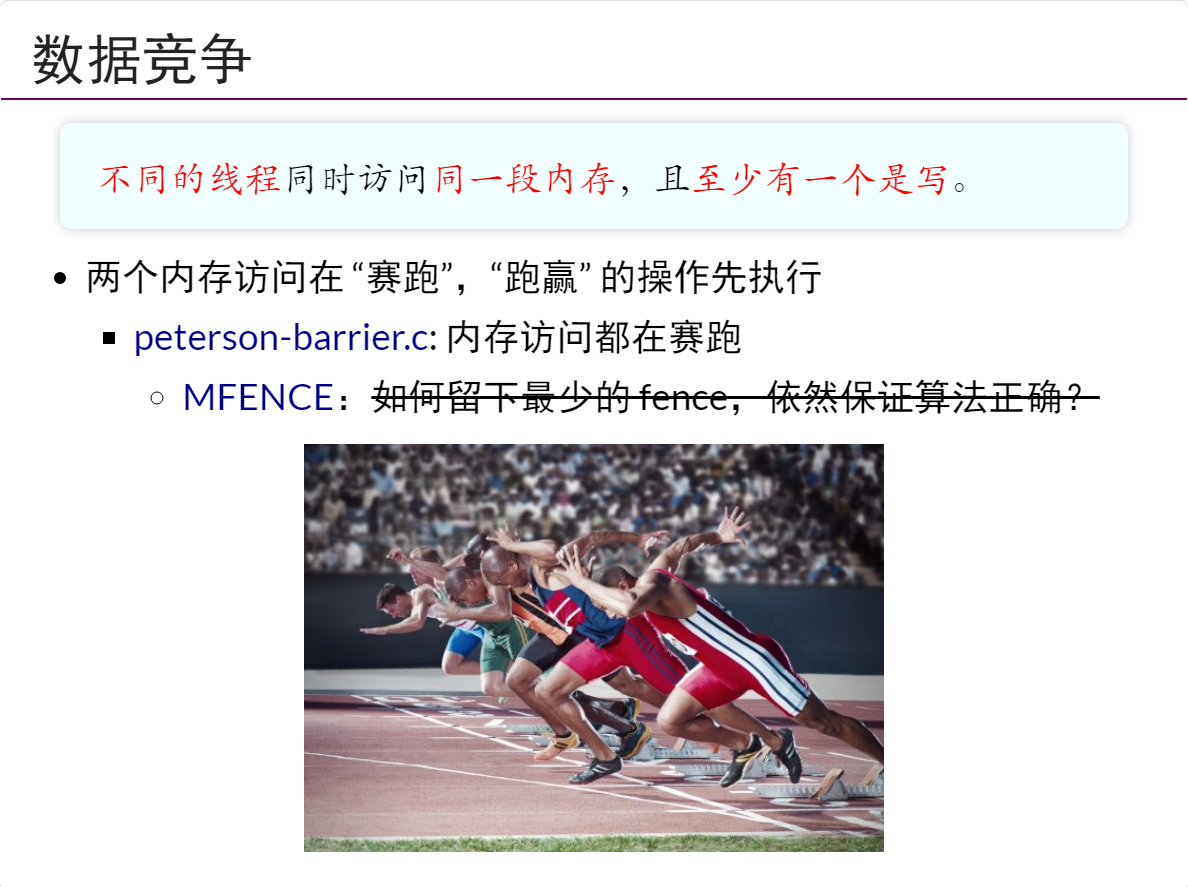 数据竞争
不同的线程同时访问同一段内存，且至少有一个是写。
两个内存访问在 “赛跑”，“跑赢” 的操作先执行
peterson-barrier.c: 内存访问都在赛跑
MFENCE：如何留下最少的 fence，依然保证算法正确？